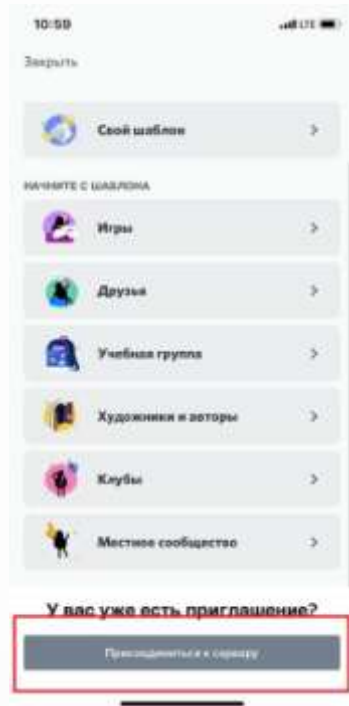 10:59
LTE
Закрыть
Свой шаблон
НАЧНИТЕ С ШАБЛОНА
Игры
Друзья
Учебная группа
Художники и авторы
Клубы
Местное сообщество
У вас уже есть приглашение?
Присоединиться к серверу